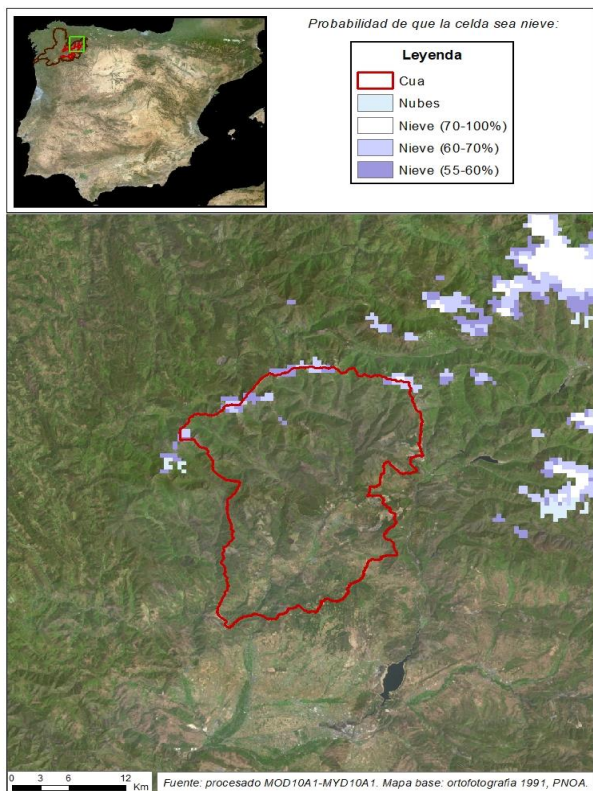 Probabilidad de que la celda sea nieve:
Leyenda
Cua
Nubes
Nieve (70-100%)
Nieve (60-70%)
Nieve (55-60%)
0 3 6 12 Km
Fuente: procesado MOD10A1-MYD10A1. Mapa base: ortofotografia 1991, PNOA.